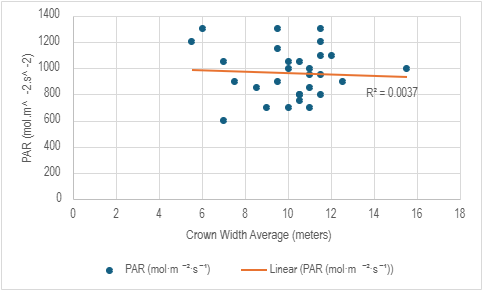 1400
1200
1000
800
600
400
200
0
PAR (mol.m^ -2.s^ -2)
R² = 0.0037
0 2 4 6 8 10 12 14 16 18
Crown Width Average (meters)
PAR (mol·m ⁻²·s⁻¹) Linear (PAR (mol·m ⁻²·s⁻¹))